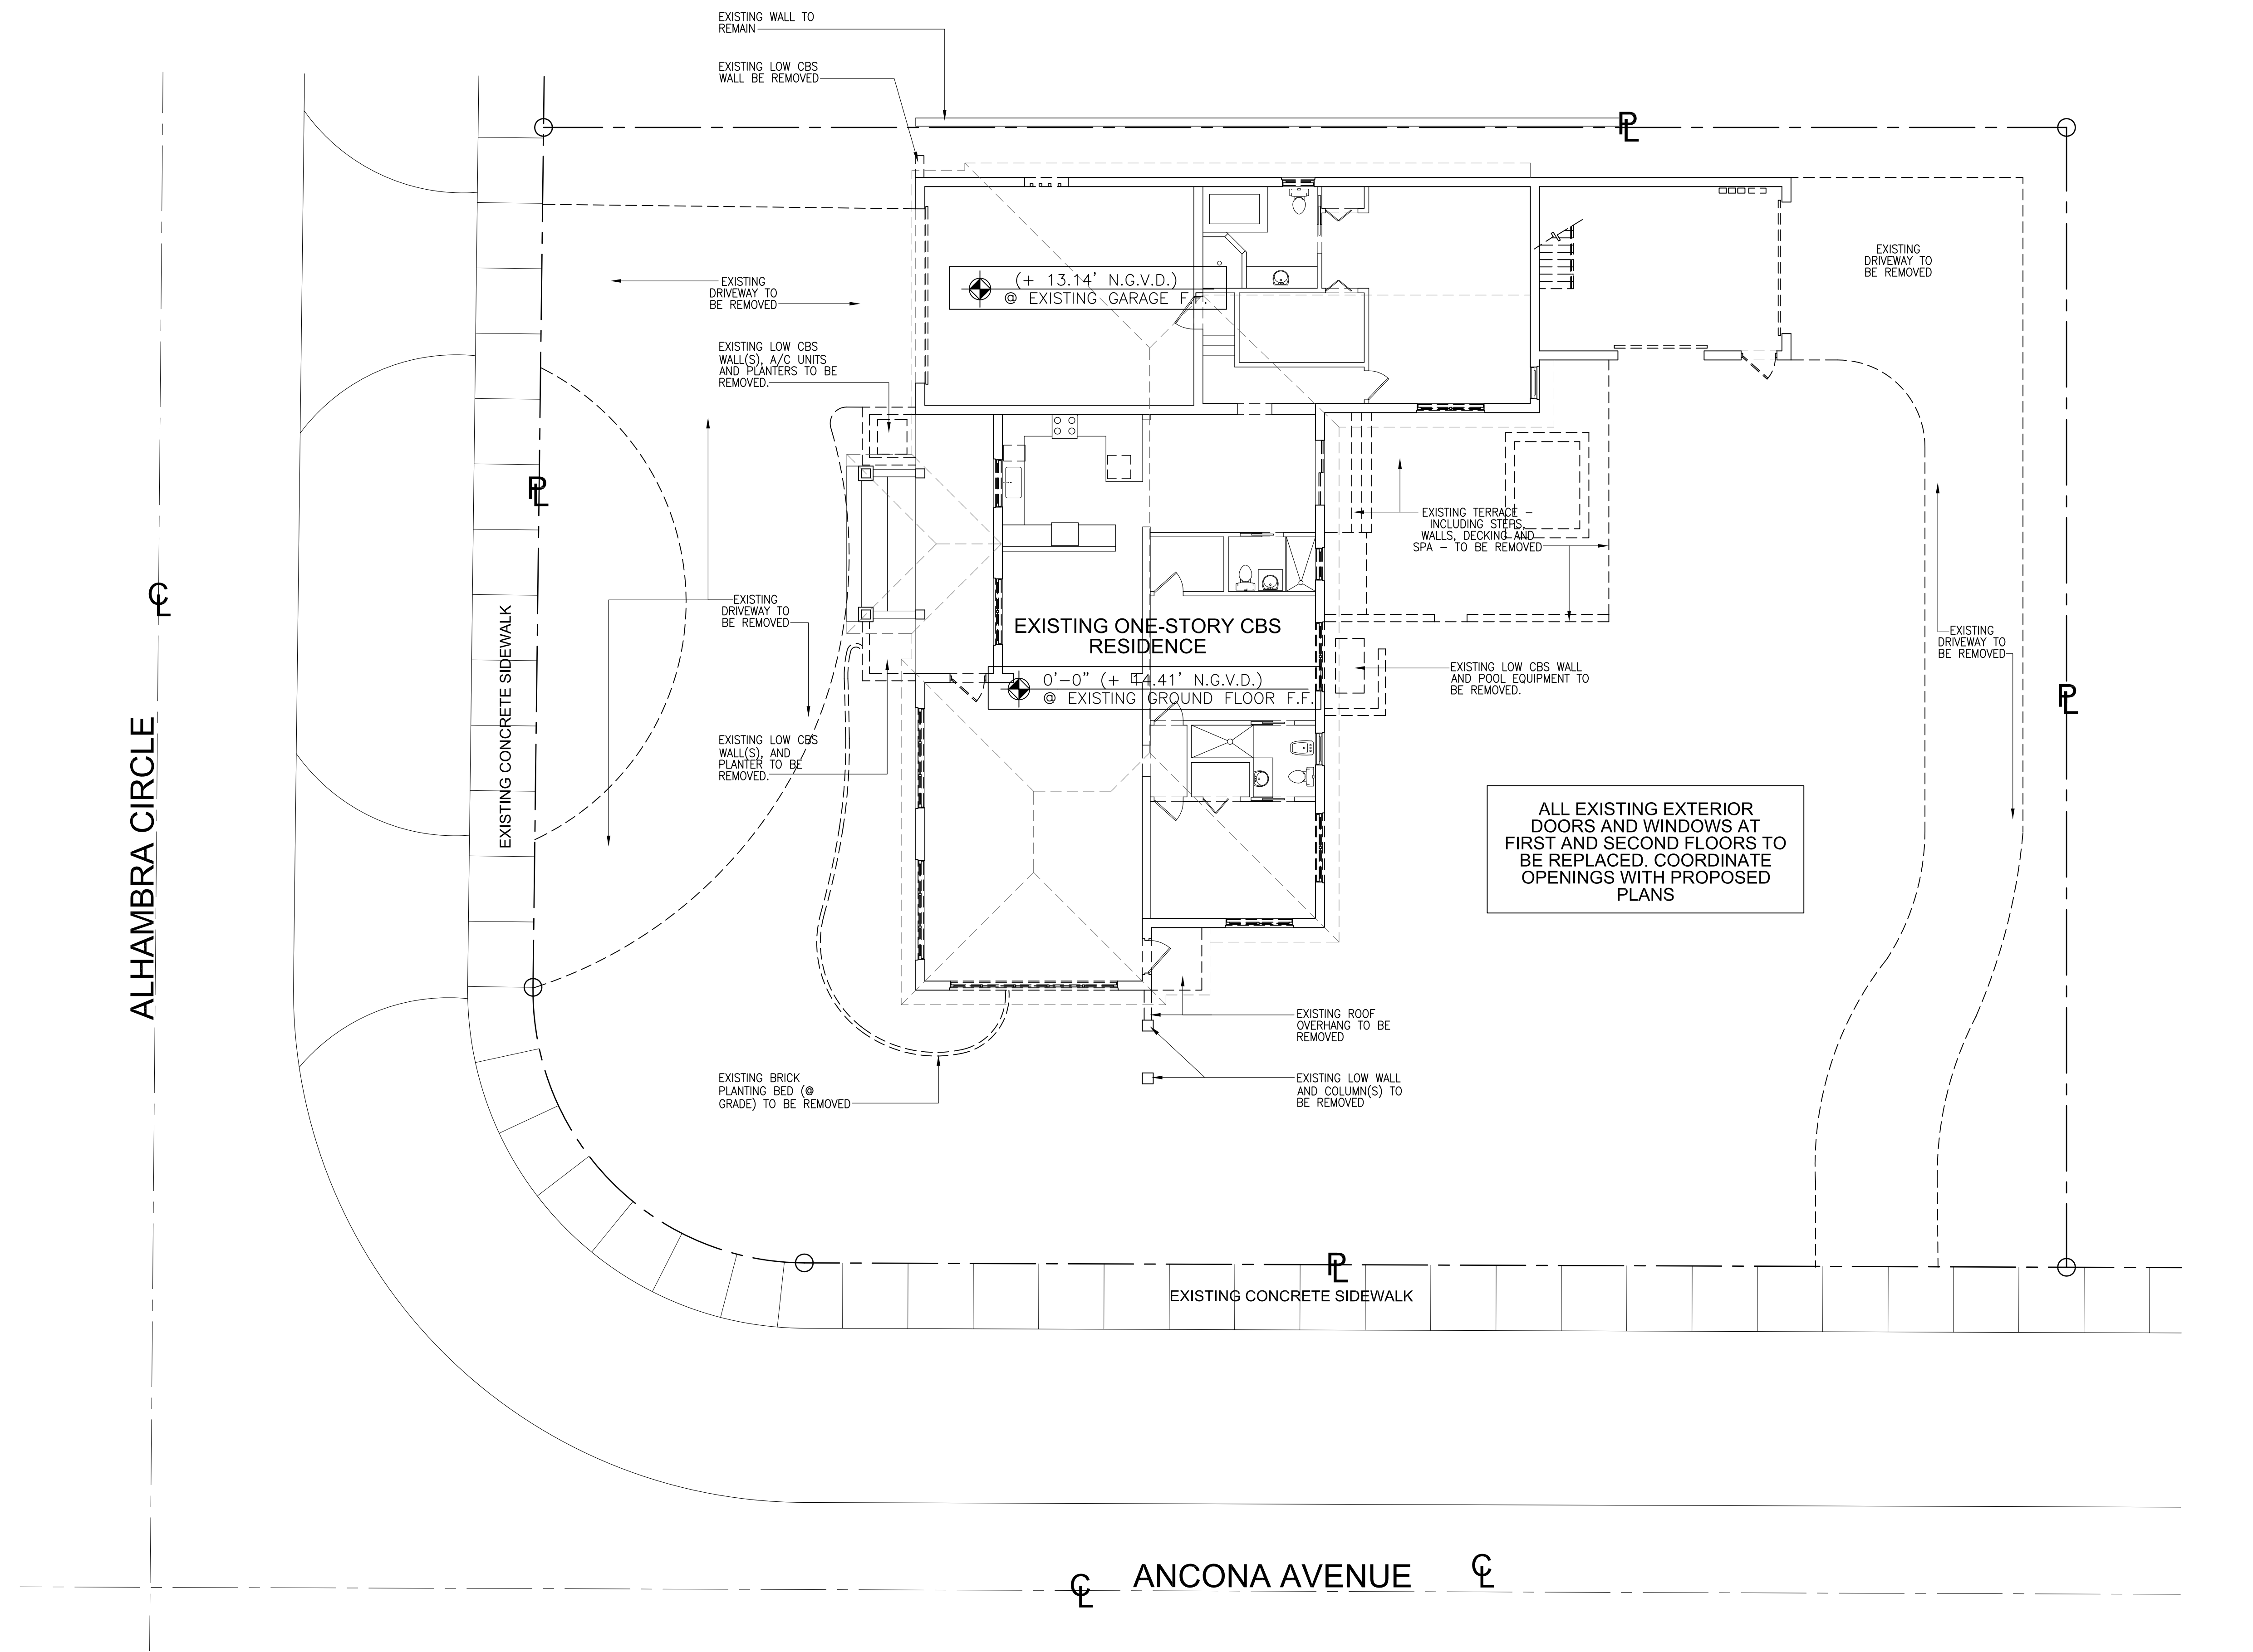 EXISTING WALL TO
REMAIN
EXISTING LOW CBS
WALL BE REMOVED
PL
(+ 13.14' N.G.V.D.)
@ EXISTING GARAGE F.F.
EXISTING
DRIVEWAY TO
BE REMOVED
EXISTING
DRIVEWAY TO
BE REMOVED
EXISTING LOW CBS
WALL(S), A/C UNITS
AND PLANTERS TO BE
REMOVED.
PL
EXISTING TERRACE –
INCLUDING STEPS,
WALLS, DECKING AND
SPA – TO BE REMOVED
CL
EXISTING
DRIVEWAY TO
BE REMOVED
EXISTING CONCRETE SIDEWALK
EXISTING ONE-STORY CBS
RESIDENCE
0'–0" (+ 14.41' N.G.V.D.)
@ EXISTING GROUND FLOOR F.F.
EXISTING LOW CBS WALL
AND POOL EQUIPMENT TO
BE REMOVED.
EXISTING
DRIVEWAY TO
BE REMOVED
PL
ALHAMBRA CIRCLE
EXISTING LOW CBS
WALL(S), AND
PLANTER TO BE
REMOVED.
ALL EXISTING EXTERIOR
DOORS AND WINDOWS AT
FIRST AND SECOND FLOORS TO
BE REPLACED. COORDINATE
OPENINGS WITH PROPOSED
PLANS
EXISTING ROOF
OVERHANG TO BE
REMOVED
EXISTING BRICK
PLANTING BED (@
GRADE) TO BE REMOVED
EXISTING LOW WALL
AND COLUMN(S) TO
BE REMOVED
PL
EXISTING CONCRETE SIDEWALK
CL
ANCONA AVENUE
CL